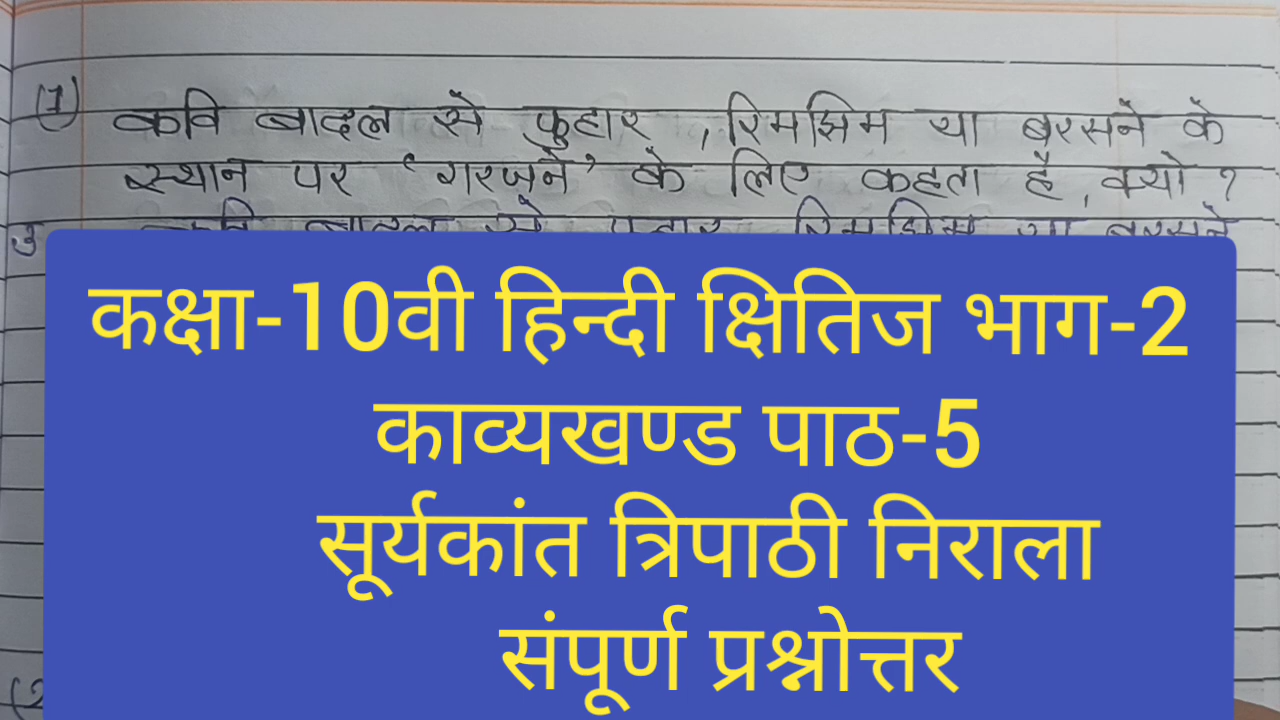 (1) कवि बादल से फुहार , रिमझिम या बरसने के
स्थान पर 'गरजने' के लिए कहता है, क्यों ?
कक्षा-10वी हिन्दी क्षितिज भाग-2
काव्यखण्ड पाठ-5
सूर्यकांत त्रिपाठी निराला
संपूर्ण प्रश्नोत्तर